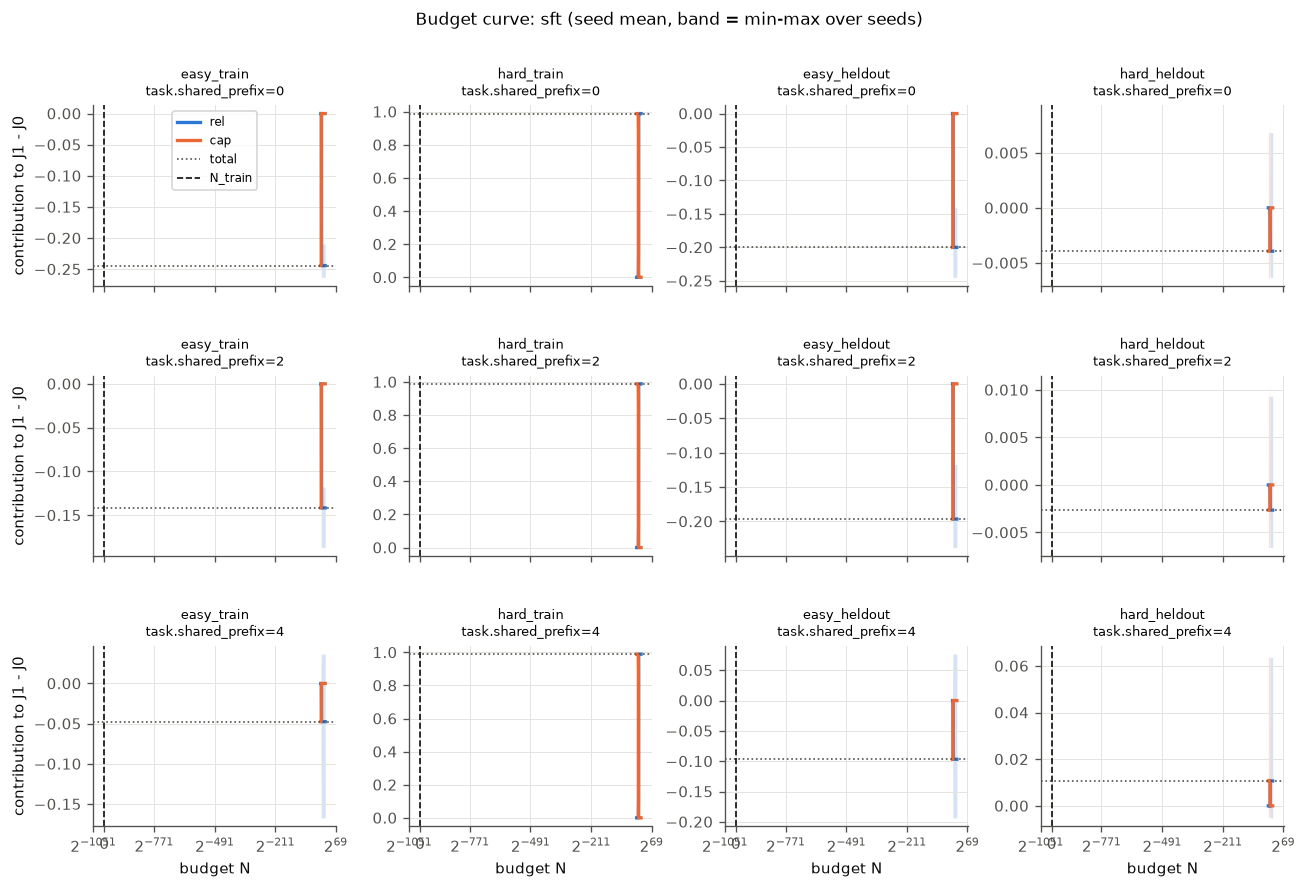 Budget curve: sft (seed mean, band = min-max over seeds)
easy_train
task.shared_prefix=0
hard_train
task.shared_prefix=0
easy_heldout
task.shared_prefix=0
hard_heldout
task.shared_prefix=0
contribution to J1 - J0
0.00
−0.05
−0.10
−0.15
−0.20
−0.25
rel
cap
total
N_train
1.0
0.8
0.6
0.4
0.2
0.0
0.00
−0.05
−0.10
−0.15
−0.20
−0.25
0.005
0.000
−0.005
easy_train
task.shared_prefix=2
hard_train
task.shared_prefix=2
easy_heldout
task.shared_prefix=2
hard_heldout
task.shared_prefix=2
contribution to J1 - J0
0.00
−0.05
−0.10
−0.15
1.0
0.8
0.6
0.4
0.2
0.0
0.00
−0.05
−0.10
−0.15
−0.20
0.010
0.005
0.000
−0.005
easy_train
task.shared_prefix=4
hard_train
task.shared_prefix=4
easy_heldout
task.shared_prefix=4
hard_heldout
task.shared_prefix=4
contribution to J1 - J0
0.00
−0.05
−0.10
−0.15
1.0
0.8
0.6
0.4
0.2
0.0
0.05
0.00
−0.05
−0.10
−0.15
−0.20
0.06
0.04
0.02
0.00
2^−771 2^−491 2^−211 2^69
budget N
2^−771 2^−491 2^−211 2^69
budget N
2^−771 2^−491 2^−211 2^69
budget N
2^−771 2^−491 2^−211 2^69
budget N